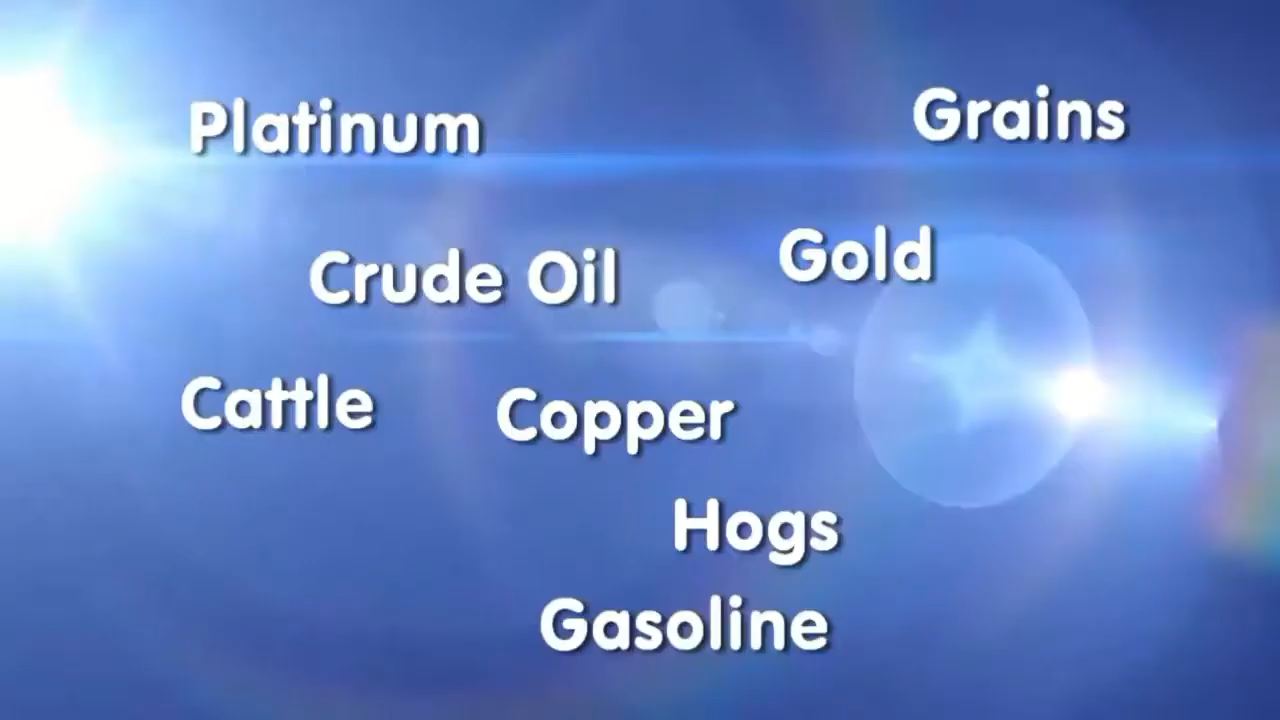 Platinum
Grains
Crude Oil
Gold
Cattle
Copper
Hogs
Gasoline